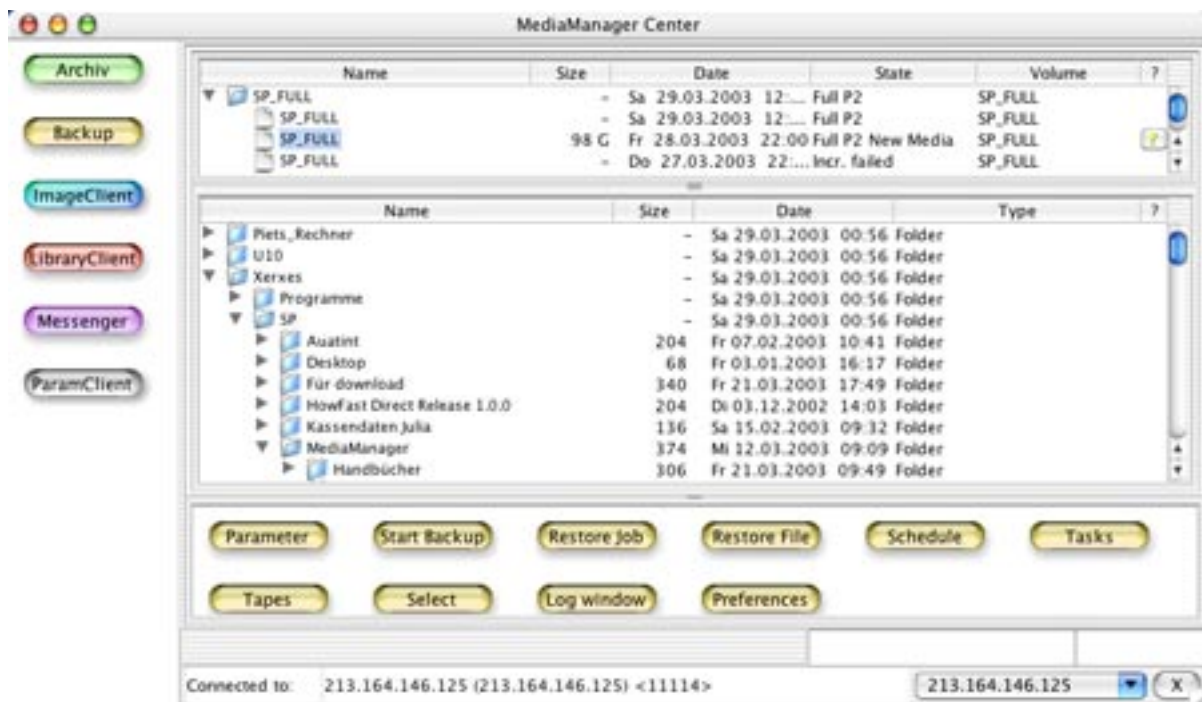 MediaManager Center
Archiv
Backup
ImageClient
LibraryClient
Messenger
ParamClient
Name Size Date State Volume ?
SP_FULL - Sa 29.03.2003 12:... Full P2 SP_FULL
SP_FULL - Sa 29.03.2003 12:... Full P2 SP_FULL
SP_FULL 98 G Fr 28.03.2003 22:00 Full P2 New Media SP_FULL ?
SP_FULL - Do 27.03.2003 22:... Incr. failed SP_FULL
Name Size Date Type ?
Piets_Rechner - Sa 29.03.2003 00:56 Folder
U10 - Sa 29.03.2003 00:56 Folder
Xerxes - Sa 29.03.2003 00:56 Folder
Programme - Sa 29.03.2003 00:56 Folder
SP - Sa 29.03.2003 00:56 Folder
Auatint 204 Fr 07.02.2003 10:41 Folder
Desktop 68 Fr 03.01.2003 16:17 Folder
Für download 340 Fr 21.03.2003 17:49 Folder
HowFast Direct Release 1.0.0 204 Di 03.12.2002 14:03 Folder
Kassendaten Julia 136 Sa 15.02.2003 09:32 Folder
MediaManager 374 Mi 12.03.2003 09:09 Folder
Handbücher 306 Fr 21.03.2003 09:49 Folder
Parameter Start Backup Restore Job Restore File Schedule Tasks
Tapes Select Log window Preferences
Connected to: 213.164.146.125 (213.164.146.125) <11114> 213.164.146.125 X